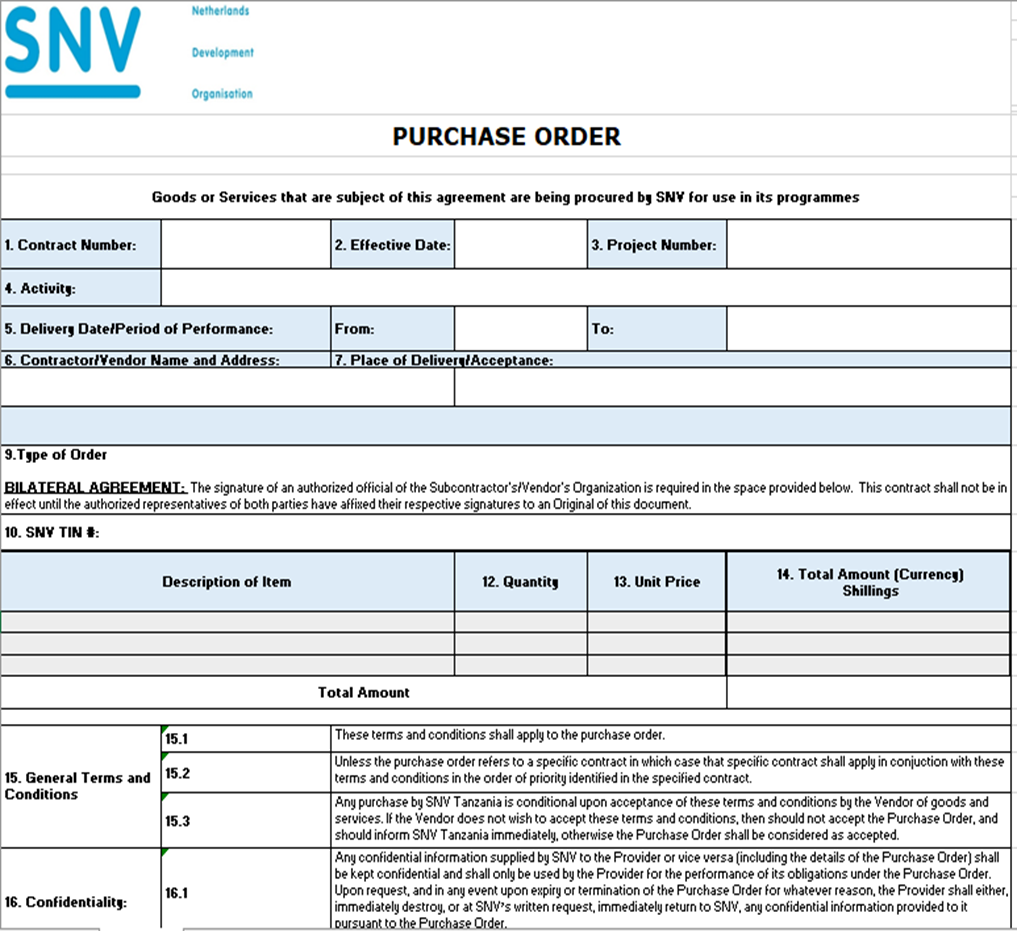 SNV
Netherlands
Development
Organisation
PURCHASE ORDER
Goods or Services that are subject of this agreement are being procured by SNV for use in its programmes
1. Contract Number:
2. Effective Date:
3. Project Number:
4. Activity:
5. Delivery Date/Period of Performance:
From:
To:
6. Contractor/Vendor Name and Address:
7. Place of Delivery/Acceptance:
9.Type of Order
BILATERAL AGREEMENT: The signature of an authorized official of the Subcontractor's/Vendor's Organization is required in the space provided below. This contract shall not be in
effect until the authorized representatives of both parties have affixed their respective signatures to an Original of this document.
10. SNV TIN #:
Description of Item
12. Quantity
13. Unit Price
14. Total Amount (Currency)
Shillings
Total Amount
15. General Terms and
Conditions
15.1
These terms and conditions shall apply to the purchase order.
15.2
Unless the purchase order refers to a specific contract in which case that specific contract shall apply in conjuction with these
terms and conditions in the order of priority identified in the specified contract.
15.3
Any purchase by SNV Tanzania is conditional upon acceptance of these terms and conditions by the Vendor of goods and
services. If the Vendor does not wish to accept these terms and conditions, then should not accept the Purchase Order, and
should inform SNV Tanzania immediately, otherwise the Purchase Order shall be considered as accepted.
16. Confidentiality:
16.1
Any confidential information supplied by SNV to the Provider or vice versa (including the details of the Purchase Order) shall
be kept confidential and shall only be used by the Provider for the performance of its obligations under the Purchase Order.
Upon request, and in any event upon expiry or termination of the Purchase Order for whatever reason, the Provider shall either,
immediately destroy, or at SNV's written request, immediately return to SNV, any confidential information provided to it
pursuant to the Purchase Order.